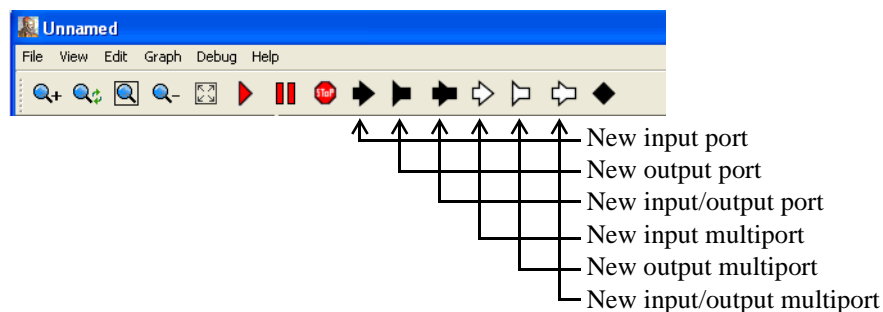 Unnamed
File View Edit Graph Debug Help
STOP
New input port
New output port
New input/output port
New input multiport
New output multiport
New input/output multiport